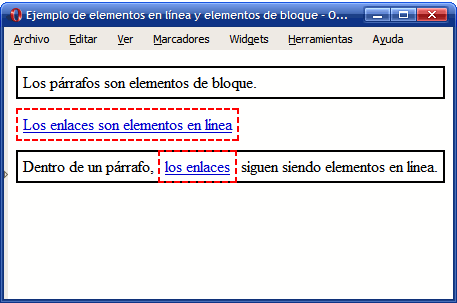 Ejemplo de elementos en línea y elementos de bloque - O...
Archivo Editar Ver Marcadores Widgets Herramientas Ayuda
Los párrafos son elementos de bloque.
Los enlaces son elementos en línea
Dentro de un párrafo, los enlaces siguen siendo elementos en línea.